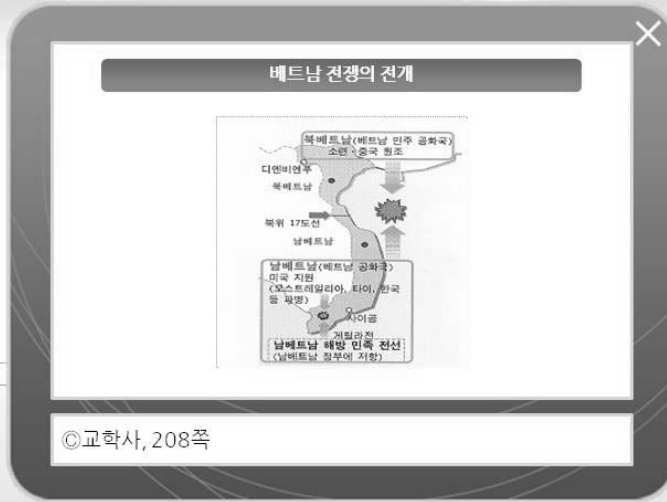 베트남 전쟁의 전개
북베트남(베트남 민주 공화국)
소련·중국 원조
디엔비엔푸
북베트남
북위 17도선
남베트남
남베트남(베트남 공화국)
미국 지원
(오스트레일리아, 타이, 한국
등 파병)
사이공
게릴라전
남베트남 해방 민족 전선
(남베트남 정부에 저항)
©교학사, 208쪽